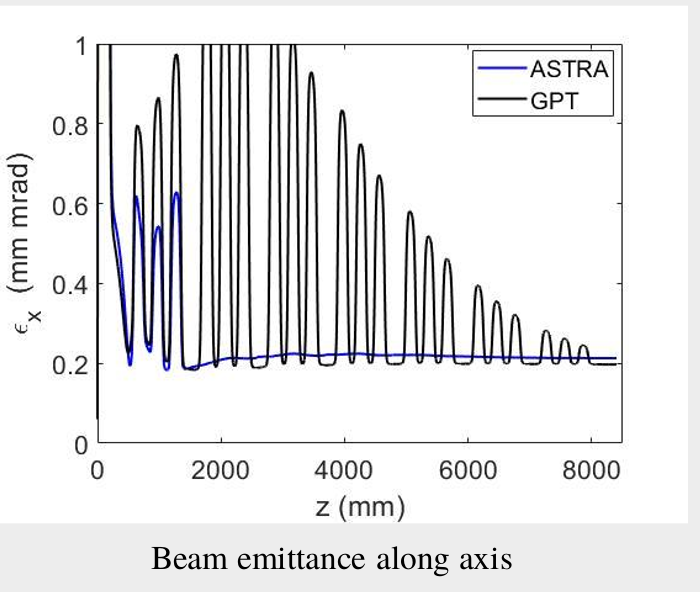 1
0.8
0.6
0.4
0.2
0
ϵx (mm mrad)
ASTRA
GPT
0 2000 4000 6000 8000
z (mm)
Beam emittance along axis